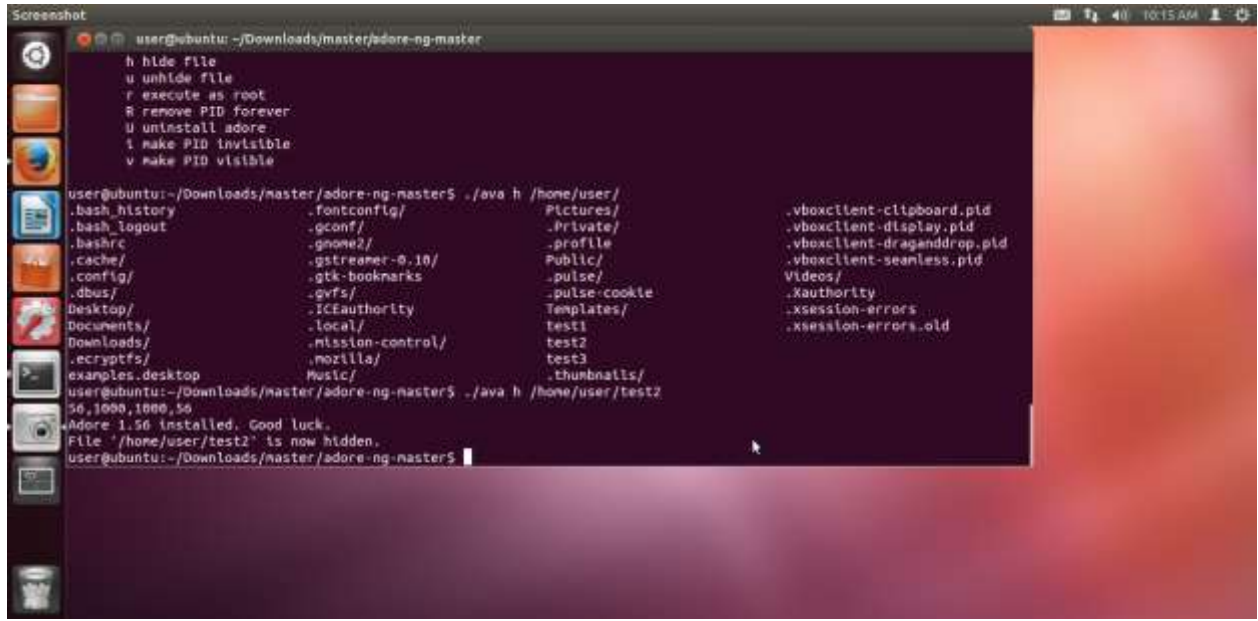 Screenshot
10:15 AM
user@ubuntu: ~/Downloads/master/adore-ng-master
h hide file
u unhide file
r execute as root
R remove PID forever
U uninstall adore
i make PID invisible
v make PID visible
user@ubuntu:~/Downloads/master/adore-ng-master$ ./ava h /home/user/
.bash_history .fontconfig/ Pictures/ .vboxclient-clipboard.pid
.bash_logout .gconf/ .Private/ .vboxclient-display.pid
.bashrc .gnome2/ .profile .vboxclient-draganddrop.pid
.cache/ .gstreamer-0.10/ Public/ .vboxclient-seamless.pid
.config/ .gtk-bookmarks .pulse/ Videos/
.dbus/ .gvfs/ .pulse-cookie .Xauthority
Desktop/ .ICEauthority Templates/ .xsession-errors
Documents/ .local/ test1 .xsession-errors.old
Downloads/ .mission-control/ test2
.ecryptfs/ .mozilla/ test3
examples.desktop Music/ .thumbnails/
user@ubuntu:~/Downloads/master/adore-ng-master$ ./ava h /home/user/test2
56,1000,1000,56
Adore 1.56 installed. Good luck.
File '/home/user/test2' is now hidden.
user@ubuntu:~/Downloads/master/adore-ng-master$